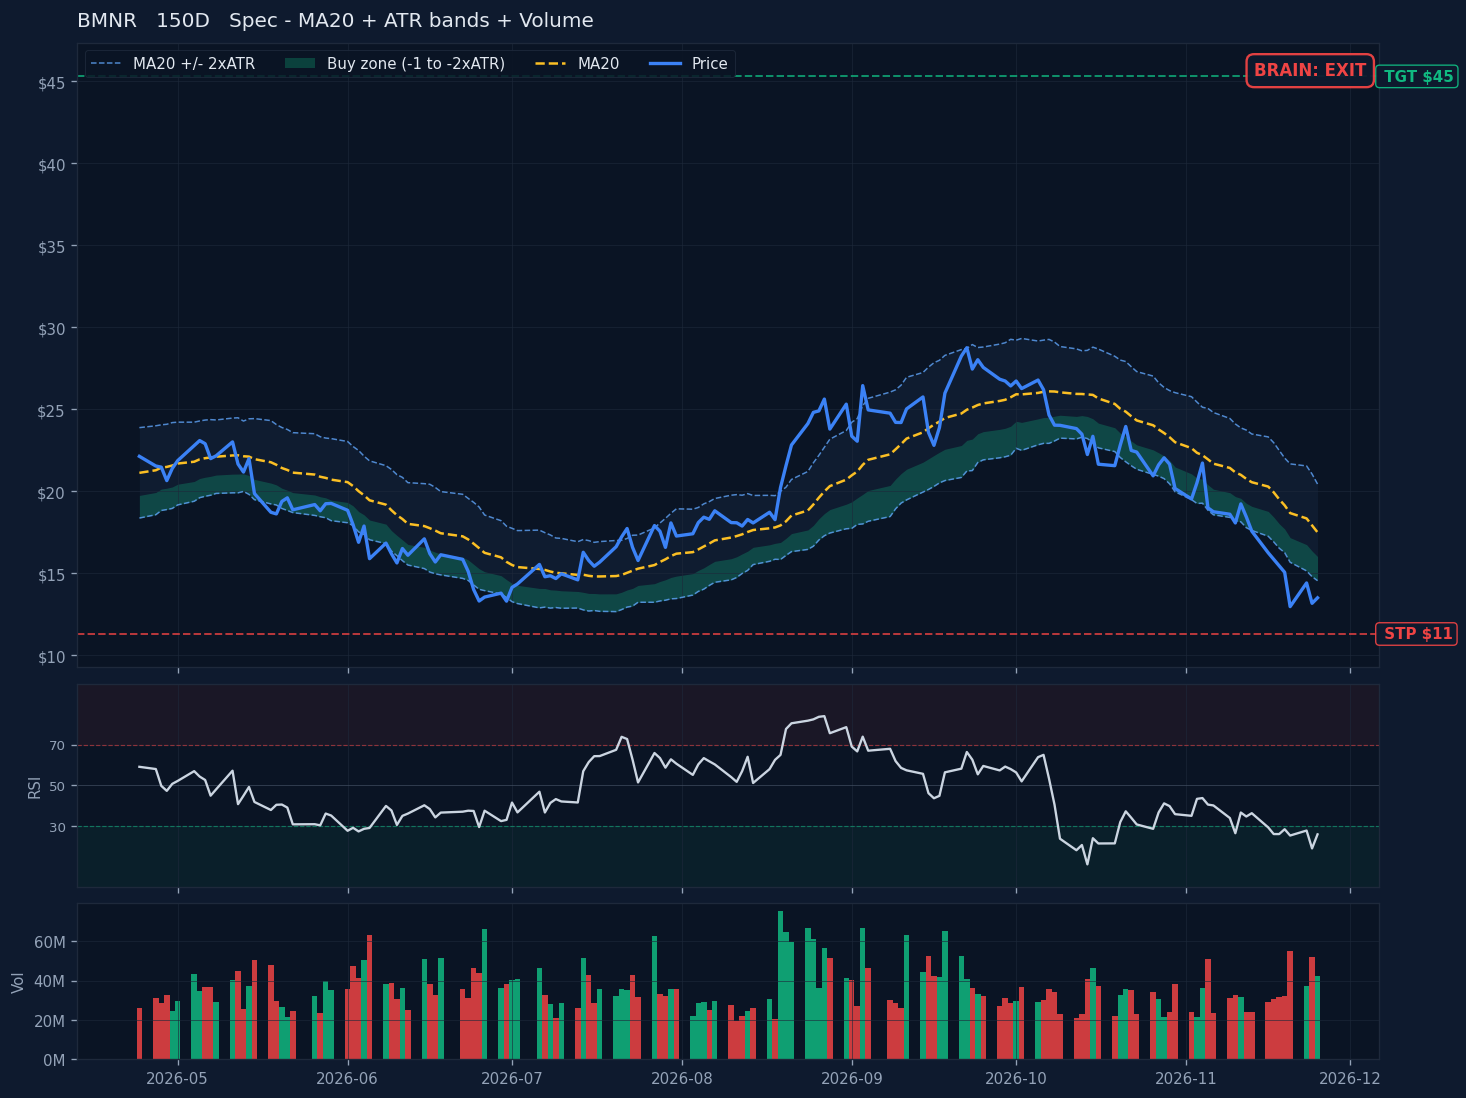 BMNR   150D   Spec - MA20 + ATR bands + Volume
MA20 +/- 2xATR
Buy zone (-1 to -2xATR)
MA20
Price
BRAIN: EXIT
TGT $45
$45
$40
$35
$30
$25
$20
$15
STP $11
$10
70
50
30
RSI
60M
40M
20M
0M
Vol
2026-05
2026-06
2026-07
2026-08
2026-09
2026-10
2026-11
2026-12